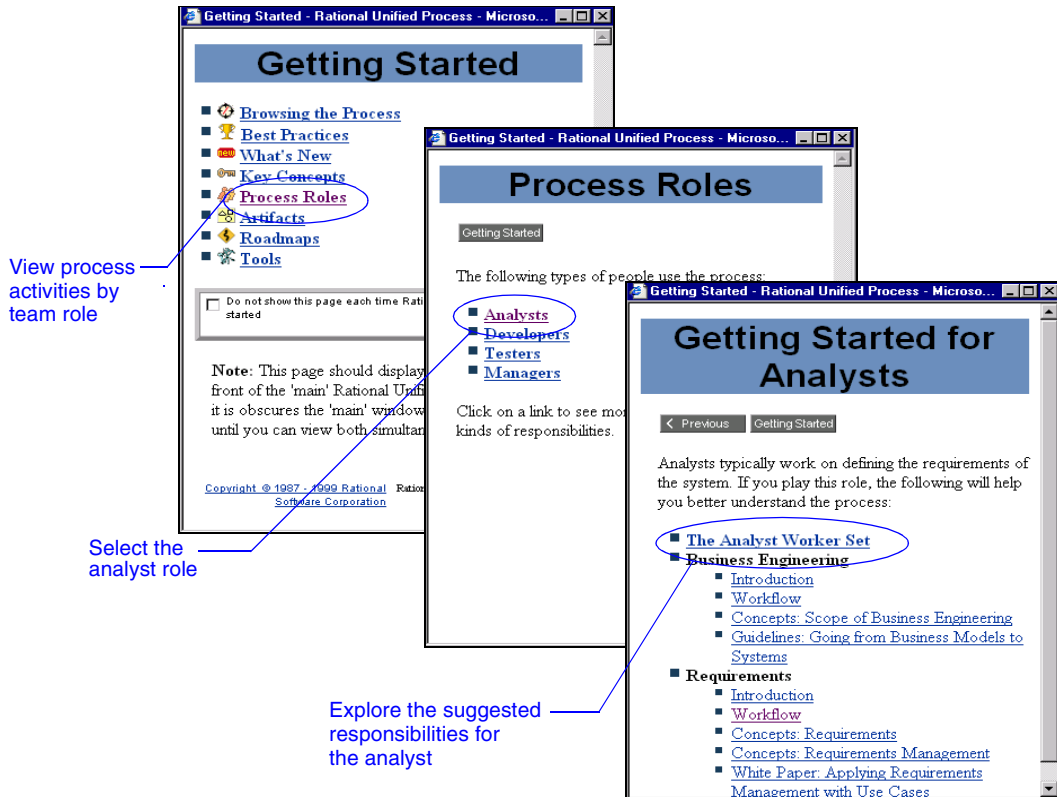 Getting Started - Rational Unified Process - Microso...
Getting Started
Browsing the Process
Best Practices
new What's New
Key Concepts
Process Roles
Artifacts
Roadmaps
Tools
Do not show this page each time Rati
started
Note: This page should display
front of the 'main' Rational Unifi
it is obscures the 'main' window
until you can view both simultan
Copyright © 1987 - 1999 Rational Ration
Software Corporation
View process
activities by
team role
Getting Started - Rational Unified Process - Microso...
Process Roles
Getting Started
The following types of people use the process:
Analysts
Developers
Testers
Managers
Click on a link to see mor
kinds of responsibilities.
Select the
analyst role
Getting Started - Rational Unified Process - Microso...
Getting Started for
Analysts
< Previous Getting Started
Analysts typically work on defining the requirements of
the system. If you play this role, the following will help
you better understand the process:
The Analyst Worker Set
Business Engineering
Introduction
Workflow
Concepts: Scope of Business Engineering
Guidelines: Going from Business Models to
Systems
Requirements
Introduction
Workflow
Concepts: Requirements
Concepts: Requirements Management
White Paper: Applying Requirements
Management with Use Cases
Explore the suggested
responsibilities for
the analyst